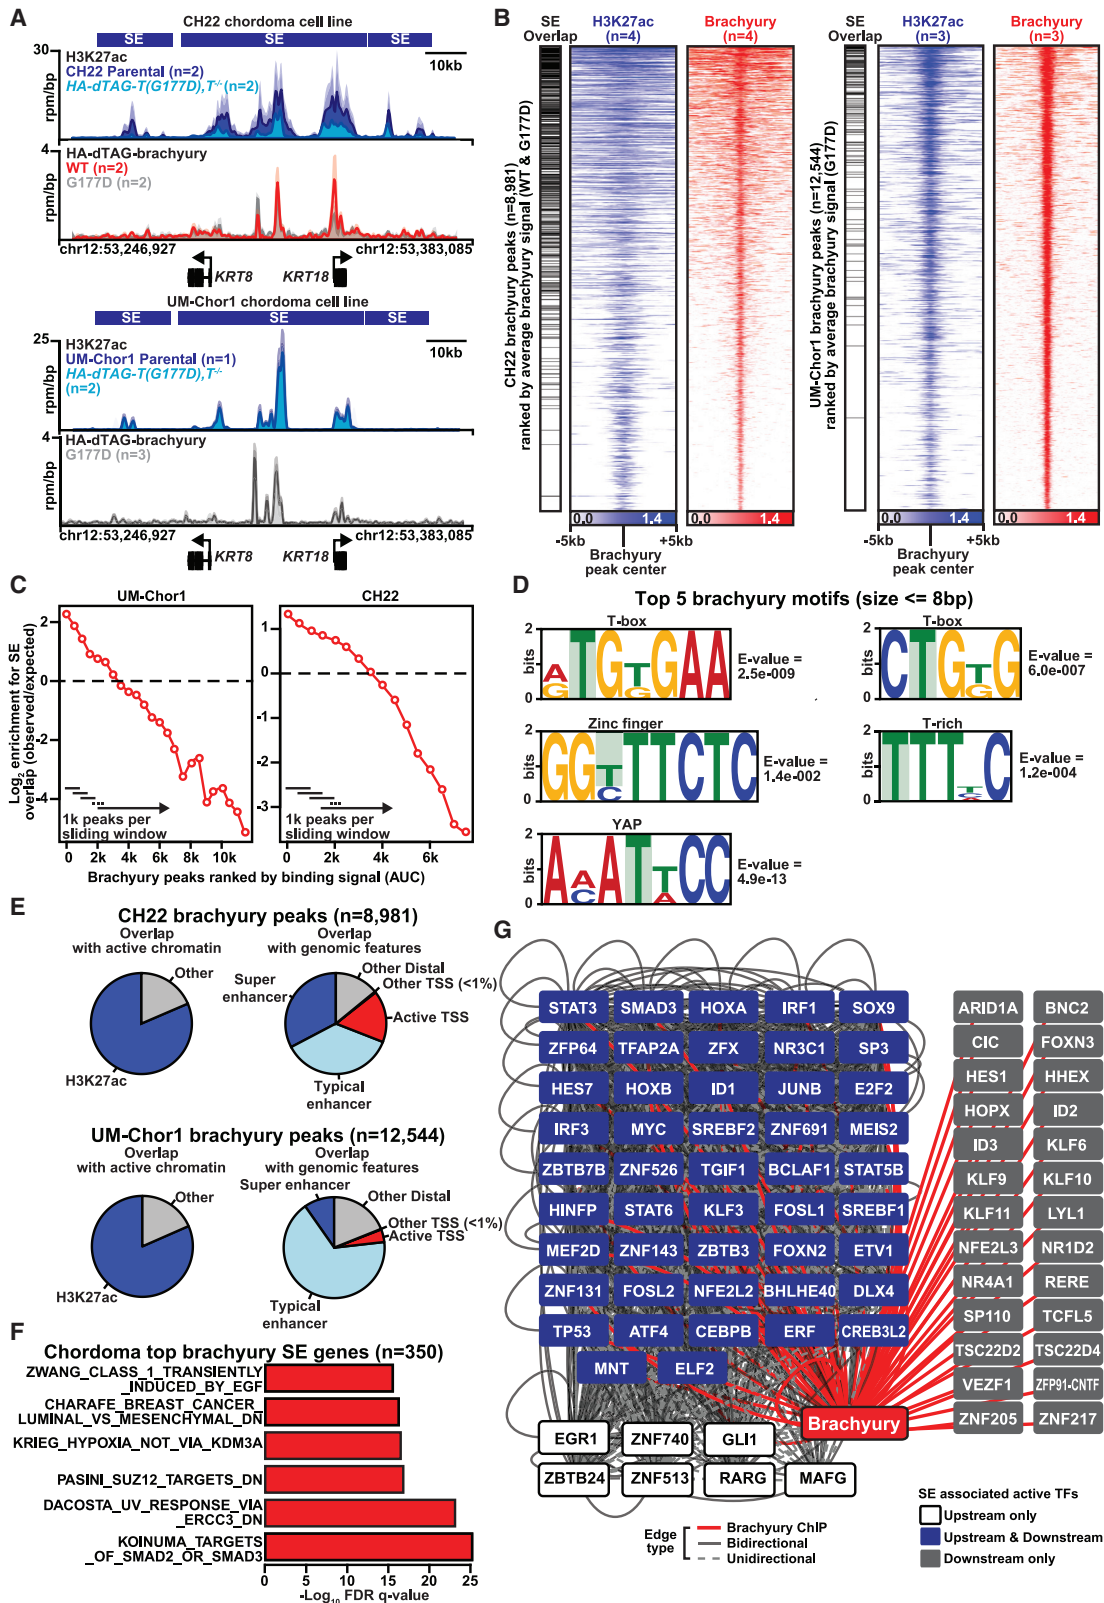 A
CH22 chordoma cell line
SE
SE
SE
30
rpm/bp
H3K27ac
CH22 Parental (n=2)
HA-dTAG-T(G177D),T-/- (n=2)
10kb
4
rpm/bp
HA-dTAG-brachyury
WT (n=2)
G177D (n=2)
chr12:53,246,927
chr12:53,383,085
KRT8
KRT18
UM-Chor1 chordoma cell line
SE
SE
SE
25
rpm/bp
H3K27ac
UM-Chor1 Parental (n=1)
HA-dTAG-T(G177D),T-/-
(n=2)
10kb
4
rpm/bp
HA-dTAG-brachyury
G177D (n=3)
chr12:53,246,927
chr12:53,383,085
KRT8
KRT18
B
SE
Overlap
H3K27ac
(n=4)
Brachyury
(n=4)
CH22 brachyury peaks (n=8,981)
ranked by average brachyury signal (WT & G177D)
0.0
1.4
0.0
1.4
-5kb
+5kb
Brachyury
peak center
SE
Overlap
H3K27ac
(n=3)
Brachyury
(n=3)
UM-Chor1 brachyury peaks (n=12,544)
ranked by average brachyury signal (G177D)
0.0
1.4
0.0
1.4
-5kb
+5kb
Brachyury
peak center
C
UM-Chor1
CH22
Log2 enrichment for SE
overlap (observed/expected)
2
0
-2
-4
1k peaks per
sliding window
0
2k
4k
6k
8k
10k
1
0
-1
-2
-3
1k peaks per
sliding window
0
2k
4k
6k
Brachyury peaks ranked by binding signal (AUC)
D
Top 5 brachyury motifs (size <= 8bp)
T-box
2
bits
0
E-value =
2.5e-009
T-box
2
bits
0
E-value =
6.0e-007
Zinc finger
2
bits
0
E-value =
1.4e-002
T-rich
2
bits
0
E-value =
1.2e-004
YAP
2
bits
0
E-value =
4.9e-13
E
CH22 brachyury peaks (n=8,981)
Overlap
with active chromatin
Other
H3K27ac
Overlap
with genomic features
Super
enhancer
Other Distal
Other TSS (<1%)
Active TSS
Typical
enhancer
UM-Chor1 brachyury peaks (n=12,544)
Overlap
with active chromatin
Other
H3K27ac
Overlap
with genomic features
Super enhancer
Other Distal
Other TSS (<1%)
Active TSS
Typical
enhancer
F
Chordoma top brachyury SE genes (n=350)
ZWANG_CLASS_1_TRANSIENTLY
_INDUCED_BY_EGF
CHARAFE_BREAST_CANCER_
LUMINAL_VS_MESENCHYMAL_DN
KRIEG_HYPOXIA_NOT_VIA_KDM3A
PASINI_SUZ12_TARGETS_DN
DACOSTA_UV_RESPONSE_VIA
_ERCC3_DN
KOINUMA_TARGETS
_OF_SMAD2_OR_SMAD3
0
5
10
15
20
25
-Log10 FDR q-value
G
STAT3 SMAD3 HOXA IRF1 SOX9
ZFP64 TFAP2A ZFX NR3C1 SP3
HES7 HOXB ID1 JUNB E2F2
IRF3 MYC SREBF2 ZNF691 MEIS2
ZBTB7B ZNF526 TGIF1 BCLAF1 STAT5B
HINFP STAT6 KLF3 FOSL1 SREBF1
MEF2D ZNF143 ZBTB3 FOXN2 ETV1
ZNF131 FOSL2 NFE2L2 BHLHE40 DLX4
TP53 ATF4 CEBPB ERF CREB3L2
MNT ELF2
EGR1 ZNF740 GLI1
ZBTB24 ZNF513 RARG MAFG
Brachyury
ARID1A BNC2
CIC FOXN3
HES1 HHEX
HOPX ID2
ID3 KLF6
KLF9 KLF10
KLF11 LYL1
NFE2L3 NR1D2
NR4A1 RERE
SP110 TCFL5
TSC22D2 TSC22D4
VEZF1 ZFP91-CNTF
ZNF205 ZNF217
Edge
type
Brachyury ChIP
Bidirectional
Unidirectional
SE associated active TFs
Upstream only
Upstream & Downstream
Downstream only